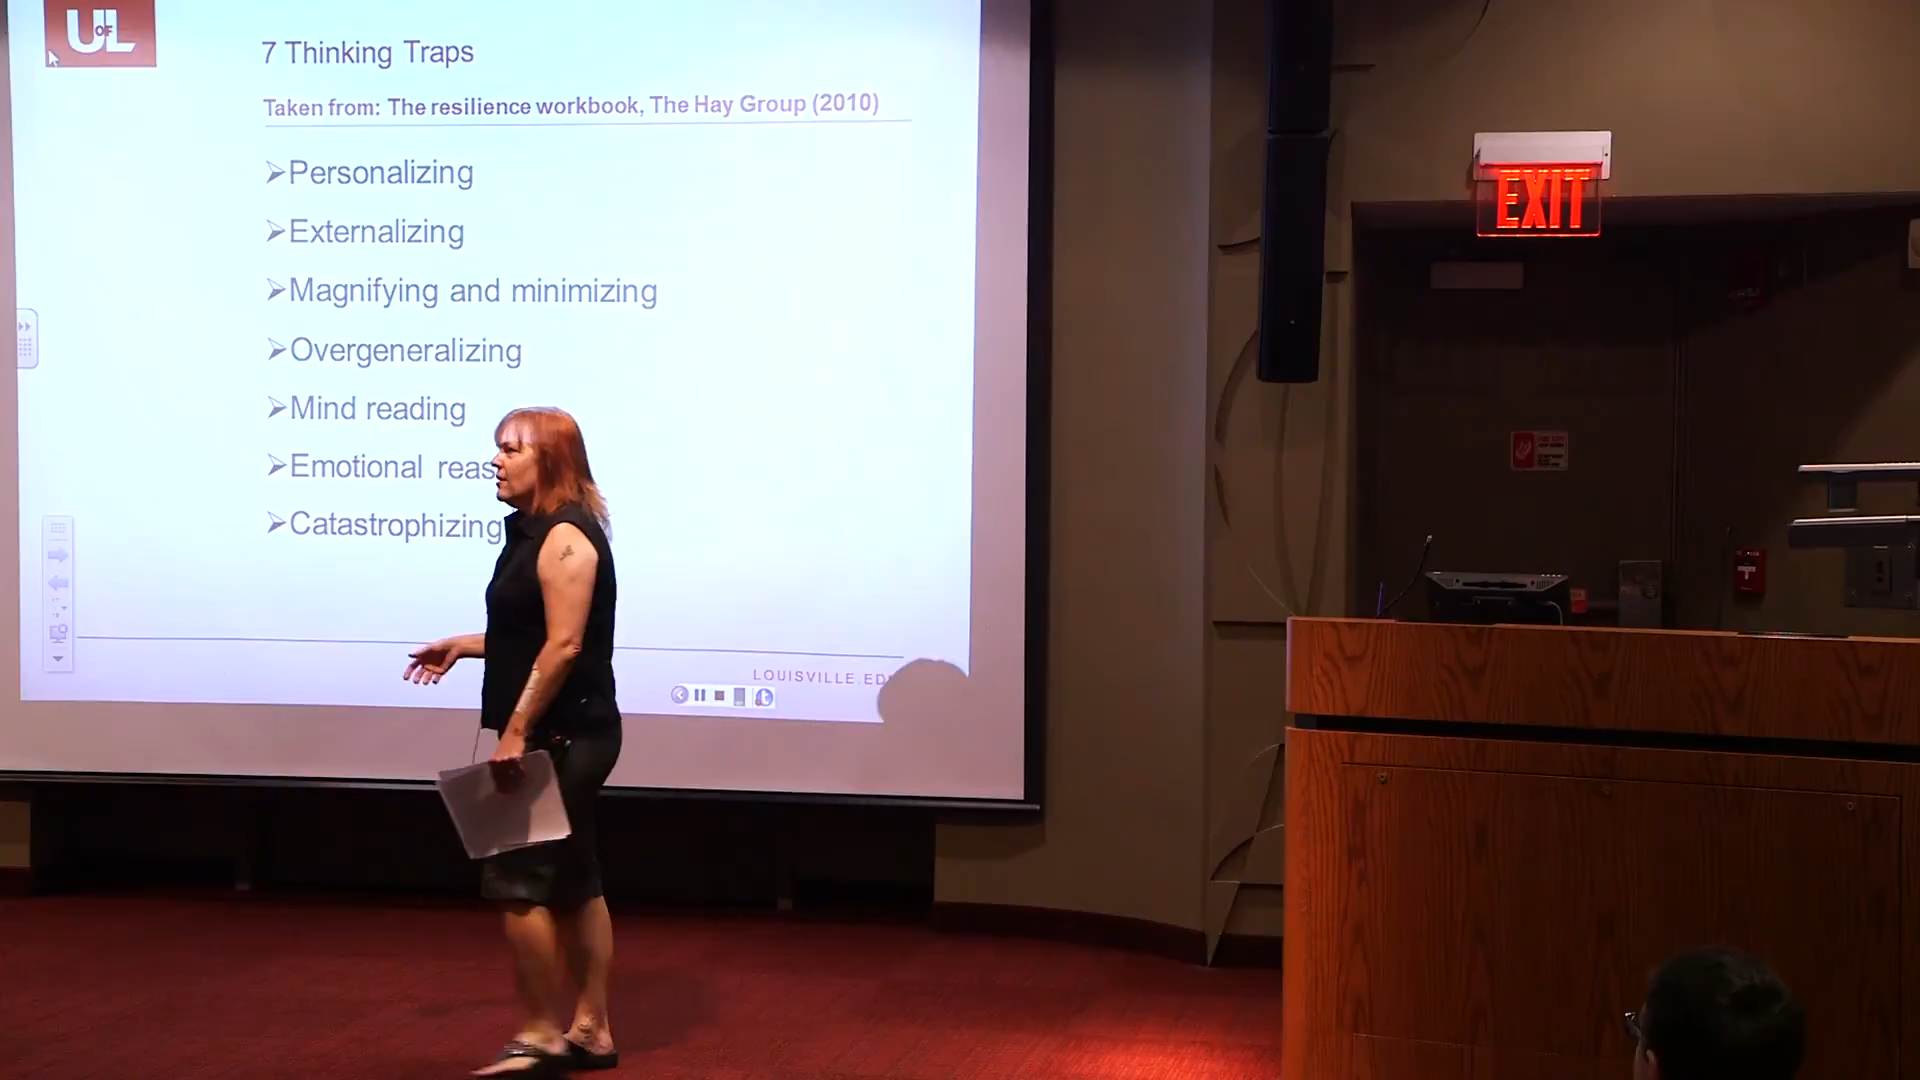 UOFL
7 Thinking Traps
Taken from: The resilience workbook, The Hay Group (2010)
➢Personalizing
➢Externalizing
➢Magnifying and minimizing
➢Overgeneralizing
➢Mind reading
➢Emotional reas
➢Catastrophizing
LOUISVILLE.ED
EXIT